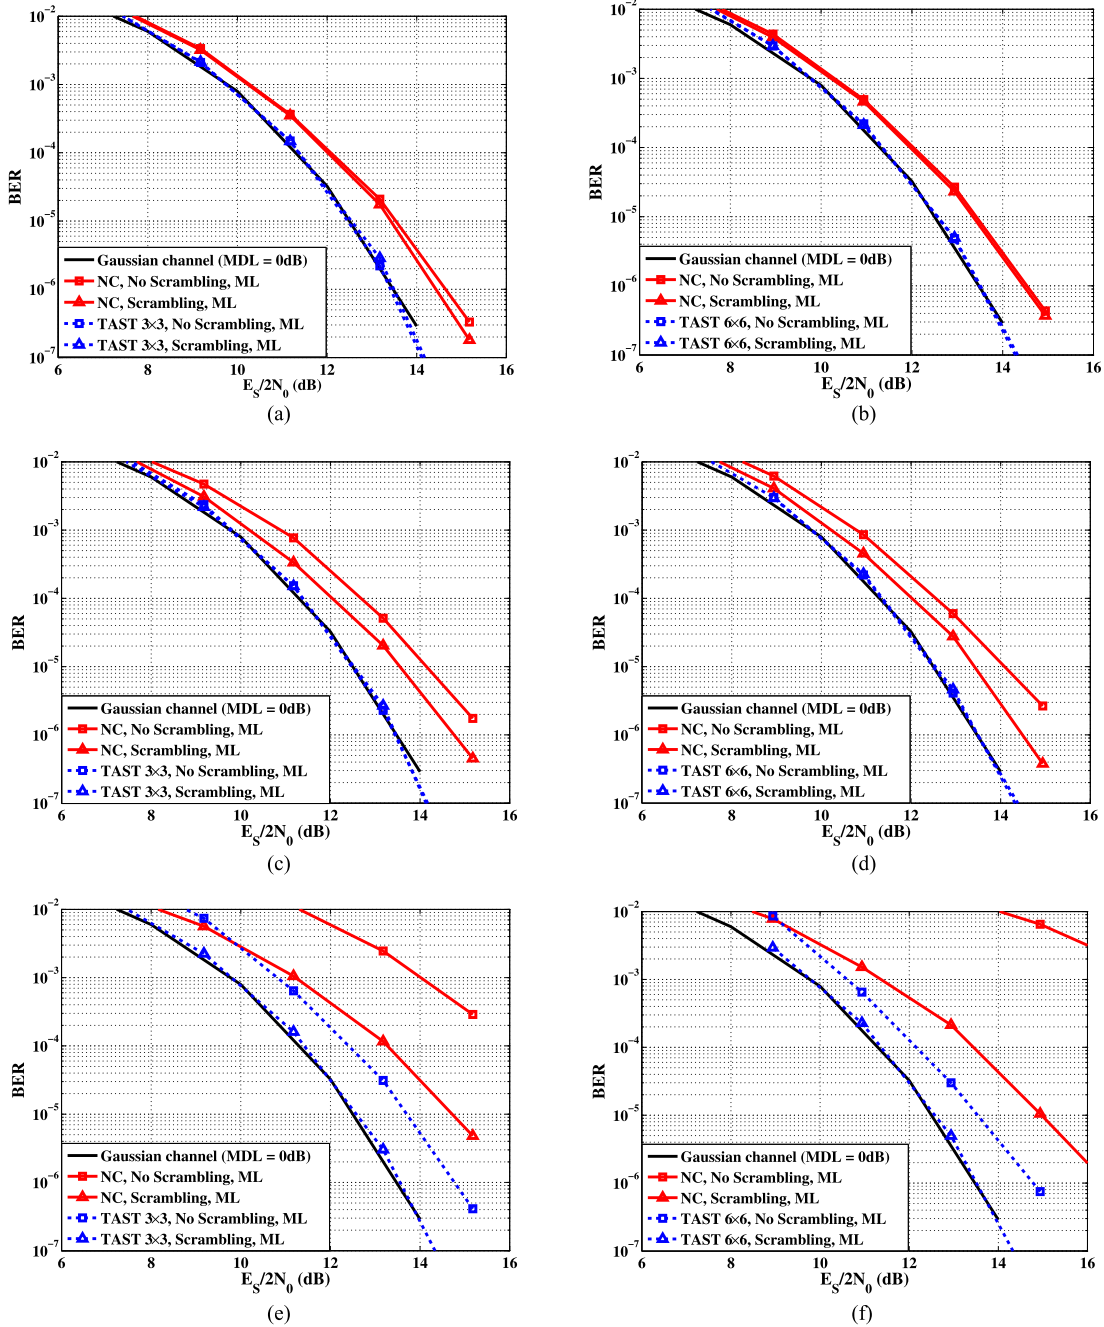 10^-2
10^-3
10^-4
10^-5
10^-6
10^-7
BER
Gaussian channel (MDL = 0dB)
NC, No Scrambling, ML
NC, Scrambling, ML
TAST 3×3, No Scrambling, ML
TAST 3×3, Scrambling, ML
6 8 10 12 14 16
E_S/2N_0 (dB)
(a)
10^-2
10^-3
10^-4
10^-5
10^-6
10^-7
BER
Gaussian channel (MDL = 0dB)
NC, No Scrambling, ML
NC, Scrambling, ML
TAST 6×6, No Scrambling, ML
TAST 6×6, Scrambling, ML
6 8 10 12 14 16
E_S/2N_0 (dB)
(b)
10^-2
10^-3
10^-4
10^-5
10^-6
10^-7
BER
Gaussian channel (MDL = 0dB)
NC, No Scrambling, ML
NC, Scrambling, ML
TAST 3×3, No Scrambling, ML
TAST 3×3, Scrambling, ML
6 8 10 12 14 16
E_S/2N_0 (dB)
(c)
10^-2
10^-3
10^-4
10^-5
10^-6
10^-7
BER
Gaussian channel (MDL = 0dB)
NC, No Scrambling, ML
NC, Scrambling, ML
TAST 6×6, No Scrambling, ML
TAST 6×6, Scrambling, ML
6 8 10 12 14 16
E_S/2N_0 (dB)
(d)
10^-2
10^-3
10^-4
10^-5
10^-6
10^-7
BER
Gaussian channel (MDL = 0dB)
NC, No Scrambling, ML
NC, Scrambling, ML
TAST 3×3, No Scrambling, ML
TAST 3×3, Scrambling, ML
6 8 10 12 14 16
E_S/2N_0 (dB)
(e)
10^-2
10^-3
10^-4
10^-5
10^-6
10^-7
BER
Gaussian channel (MDL = 0dB)
NC, No Scrambling, ML
NC, Scrambling, ML
TAST 6×6, No Scrambling, ML
TAST 6×6, Scrambling, ML
6 8 10 12 14 16
E_S/2N_0 (dB)
(f)